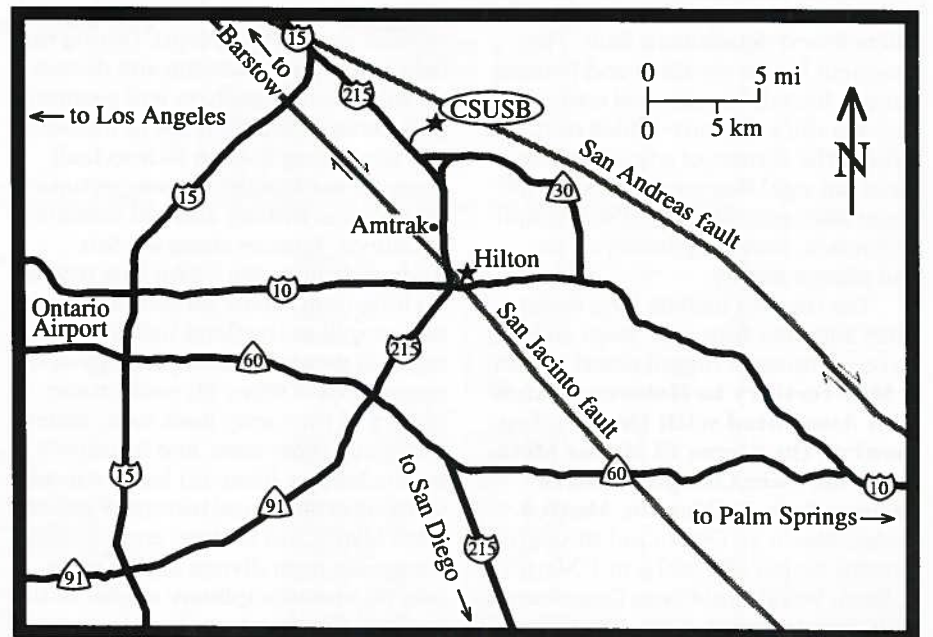 15
to
Barstow
215
CSUSB
0 5 mi
0 5 km
N
← to Los Angeles
San Andreas fault
15
30
Amtrak
Hilton
10
Ontario
Airport
San Jacinto fault
215
60
15
60
10
91
to San Diego
to Palm Springs →
215
91